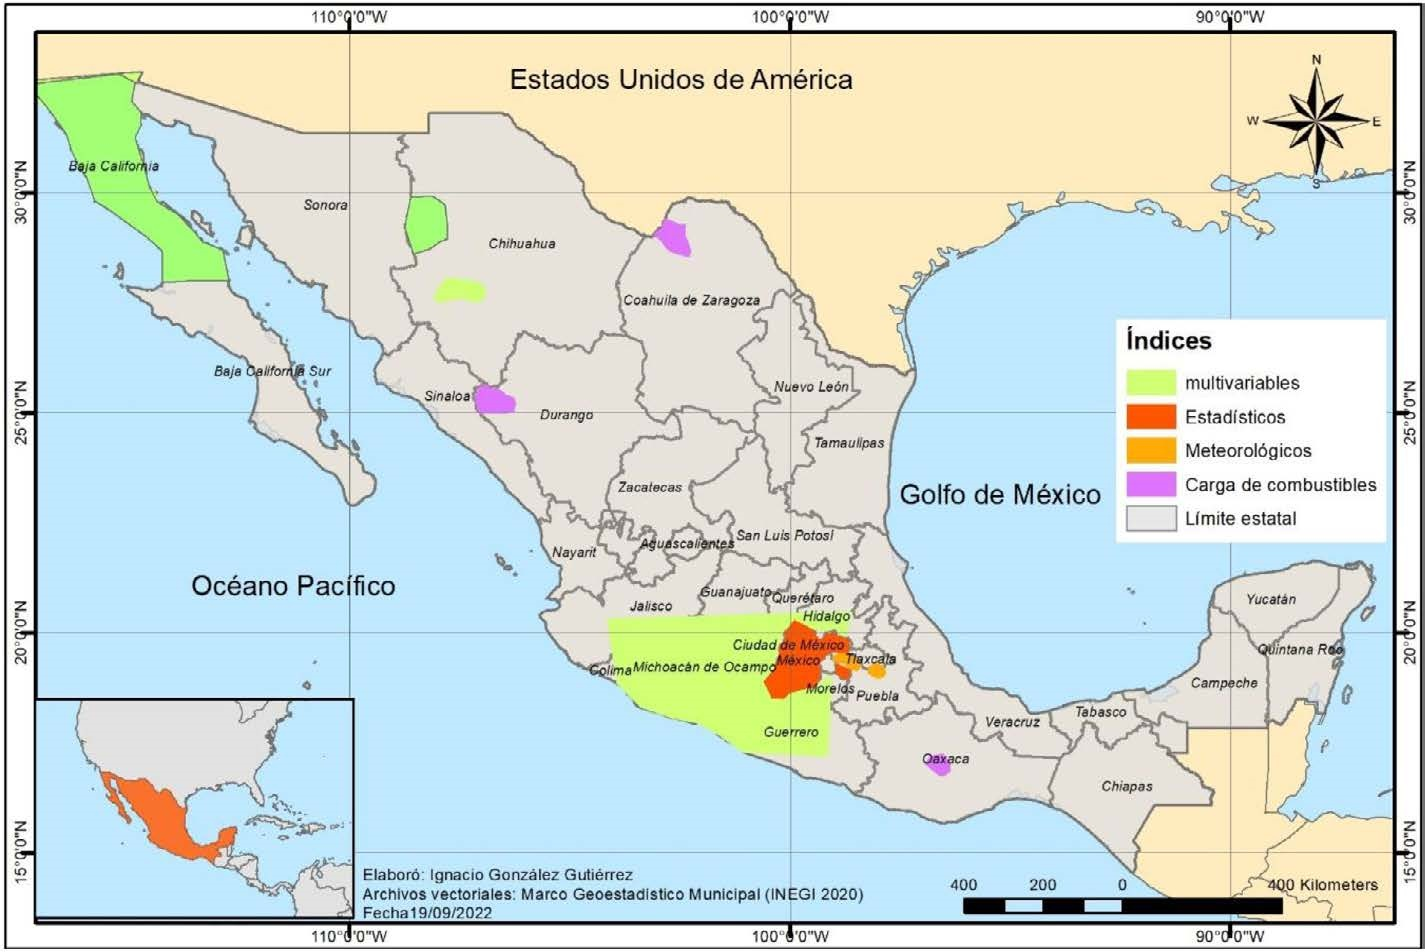 110°0'0"W
100°0'0"W
90°0'0"W
Estados Unidos de América
N
W
E
S
30°0'0"N
30°0'0"N
Baja California
Sonora
Chihuahua
Coahuila de Zaragoza
Índices
multivariables
Estadísticos
Meteorológicos
Carga de combustibles
Límite estatal
Baja California Sur
Sinaloa
Durango
Nuevo León
25°0'0"N
25°0'0"N
Tamaulipas
Zacatecas
Golfo de México
San Luis Potosí
Aguascalientes
Nayarit
Océano Pacífico
Guanajuato
Querétaro
Jalisco
Hidalgo
Yucatán
20°0'0"N
20°0'0"N
Ciudad de México
Quintana Roo
Colima
Michoacán de Ocampo
México
Tlaxcala
Campeche
Morelos
Puebla
Guerrero
Veracruz
Tabasco
Oaxaca
Chiapas
15°0'0"N
15°0'0"N
Elaboró: Ignacio González Gutiérrez
Archivos vectoriales: Marco Geoestadístico Municipal (INEGI 2020)
Fecha19/09/2022
400 200 0 400 Kilometers
110°0'0"W
100°0'0"W
90°0'0"W